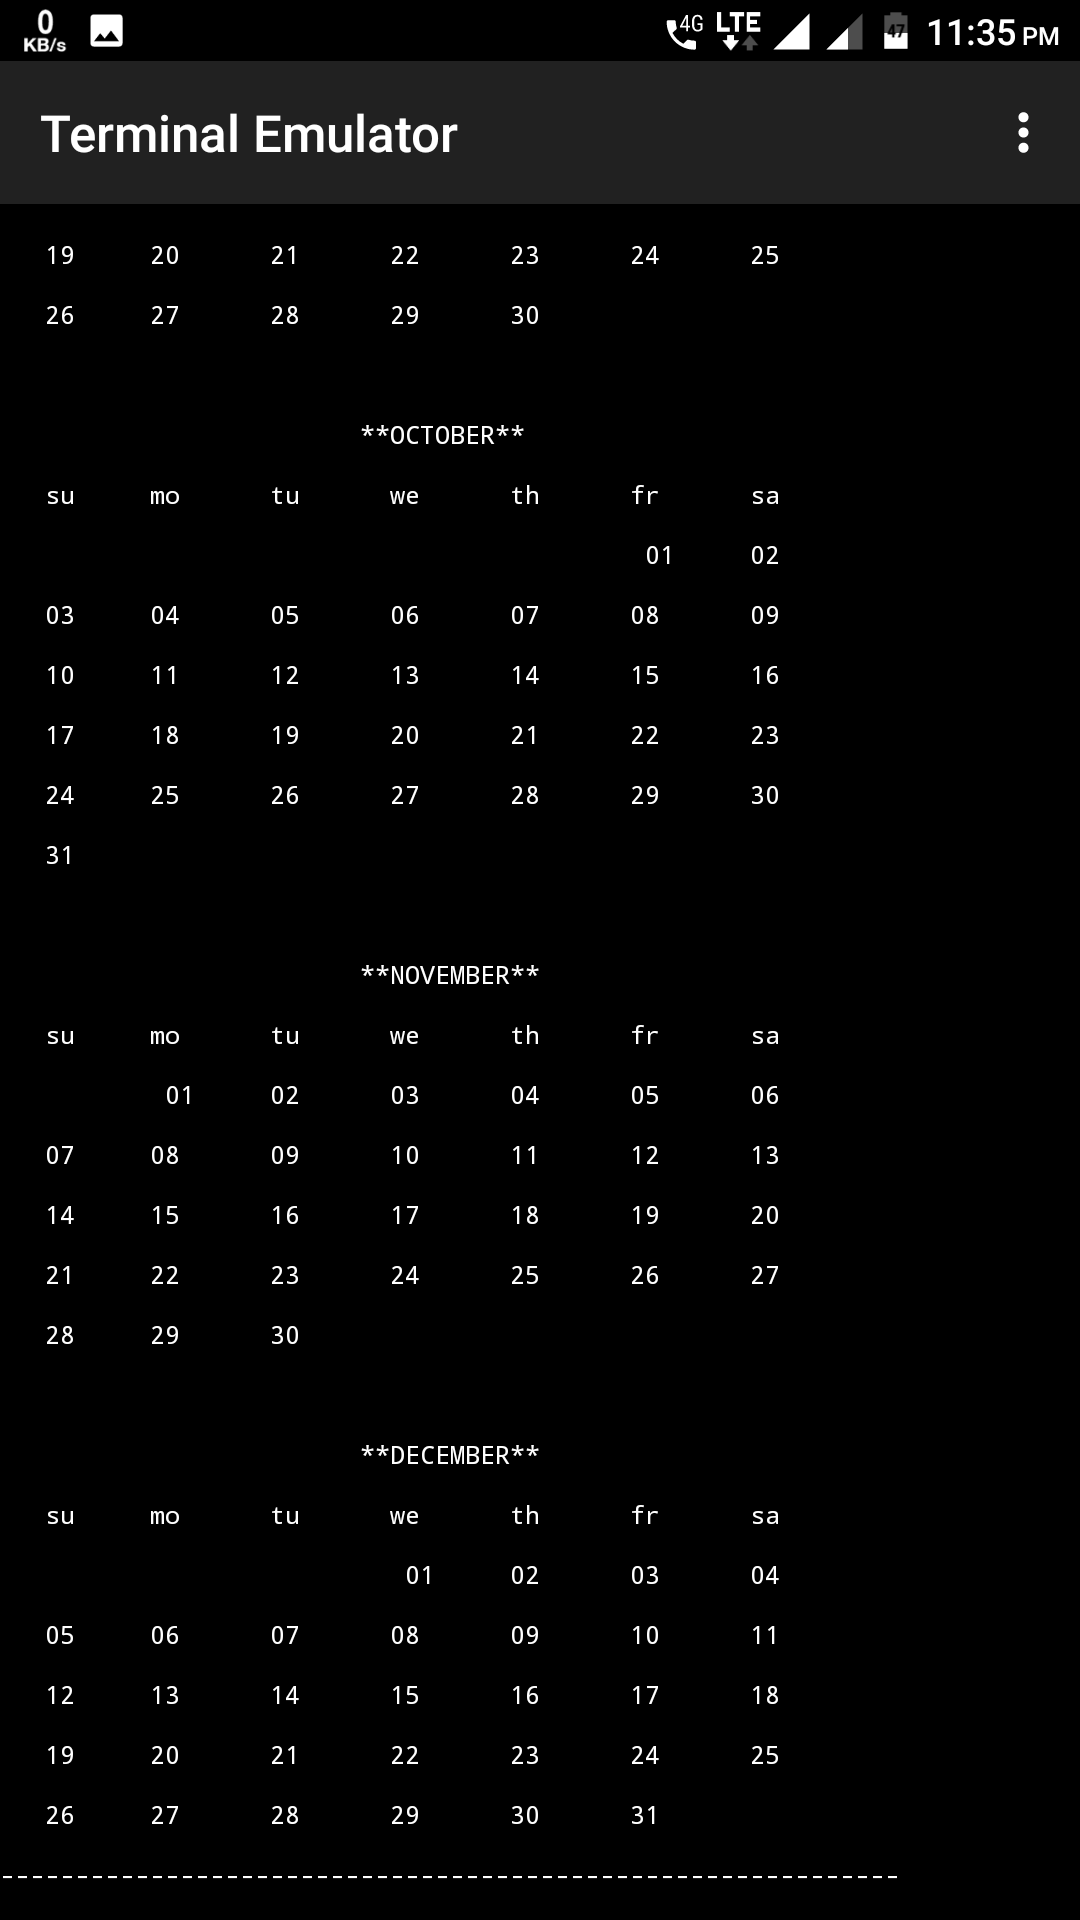 0
KB/s 4G LTE 47 11:35 PM
Terminal Emulator
19 20 21 22 23 24 25
26 27 28 29 30
**OCTOBER**
su mo tu we th fr sa
01 02
03 04 05 06 07 08 09
10 11 12 13 14 15 16
17 18 19 20 21 22 23
24 25 26 27 28 29 30
31
**NOVEMBER**
su mo tu we th fr sa
01 02 03 04 05 06
07 08 09 10 11 12 13
14 15 16 17 18 19 20
21 22 23 24 25 26 27
28 29 30
**DECEMBER**
su mo tu we th fr sa
01 02 03 04
05 06 07 08 09 10 11
12 13 14 15 16 17 18
19 20 21 22 23 24 25
26 27 28 29 30 31
------------------------------------------------------------